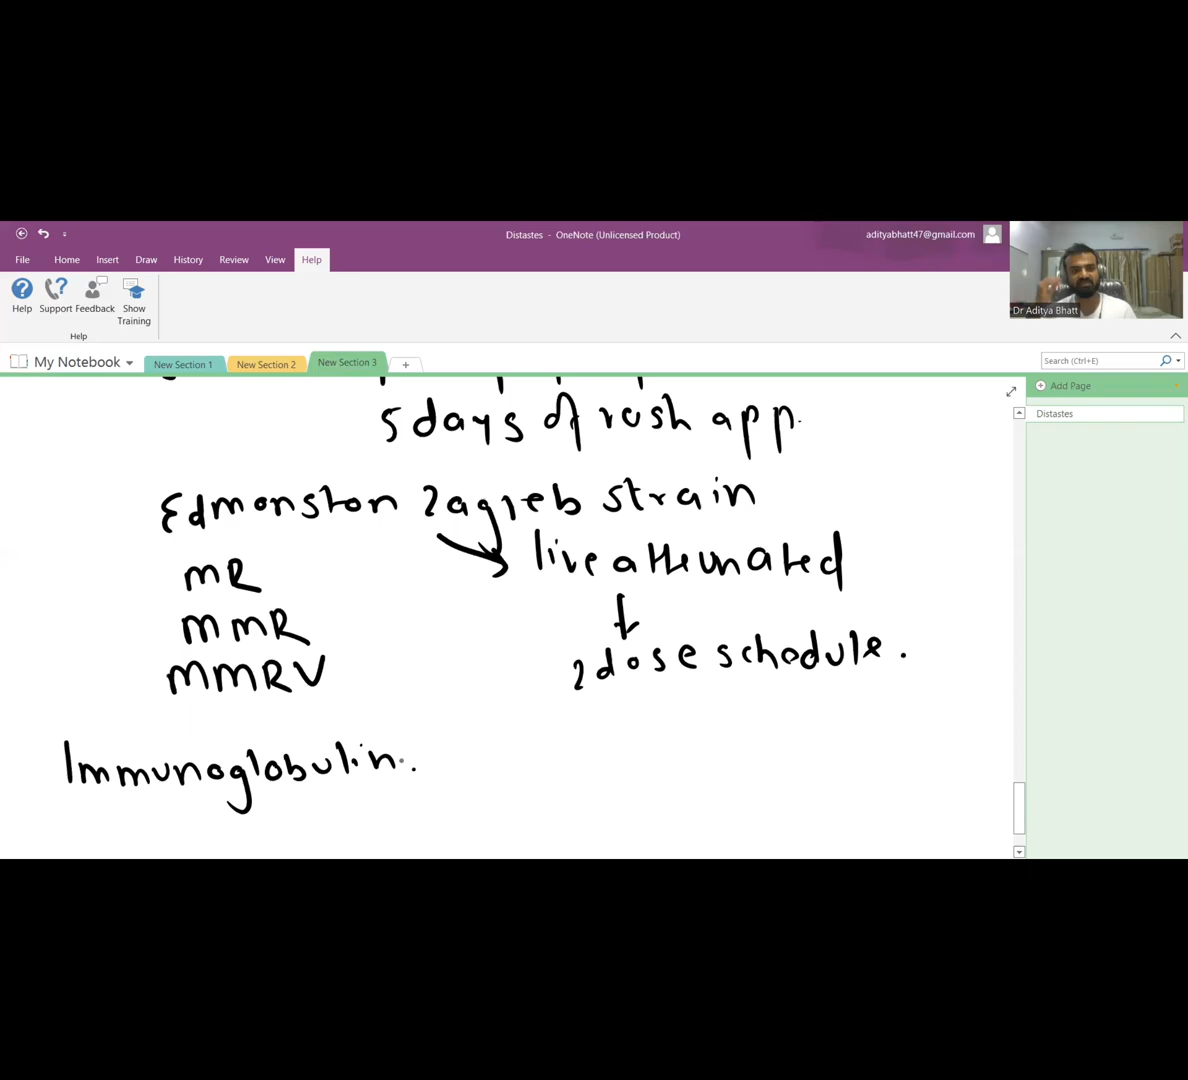 Distastes - OneNote (Unlicensed Product)
adityabhatt47@gmail.com
File Home Insert Draw History Review View Help
Help Support Feedback Show Training
Help
Dr Aditya Bhatt
My Notebook New Section 1 New Section 2 New Section 3 +
Search (Ctrl+E)
Add Page
Distastes
5 days of rash app.
Edmonston Zagreb strain
live attenuated
MR
MMR
2 dose schedule.
MMRV
Immunoglobulin.